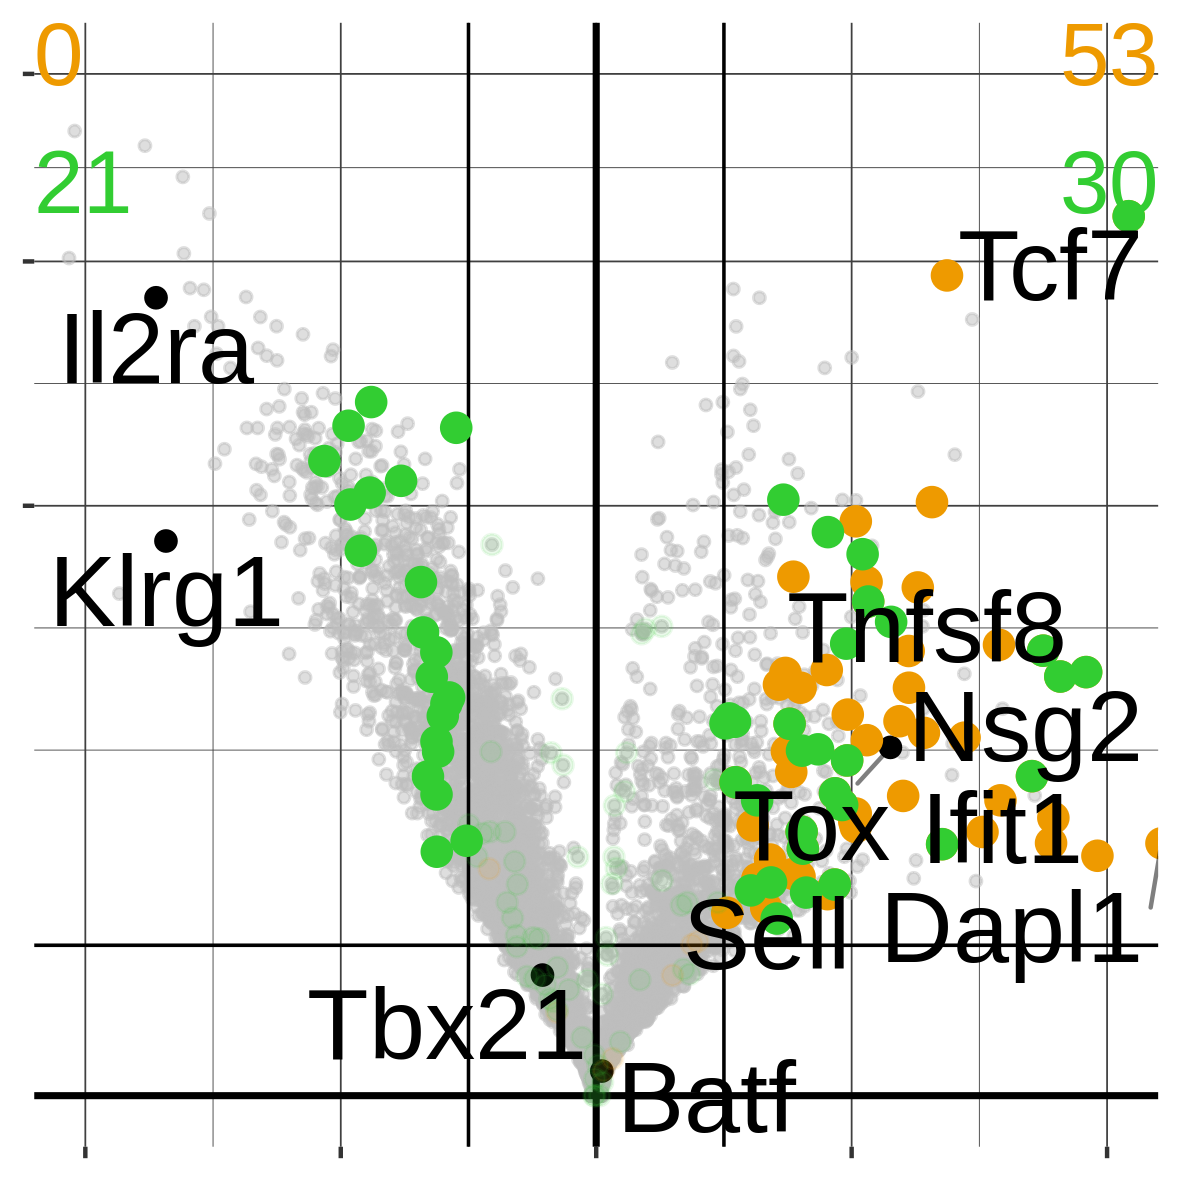 0 53
21 30
Tcf7
Il2ra
Klrg1
Tnfsf8
Nsg2
Tox Ifit1
Sell Dapl1
Tbx21
Batf